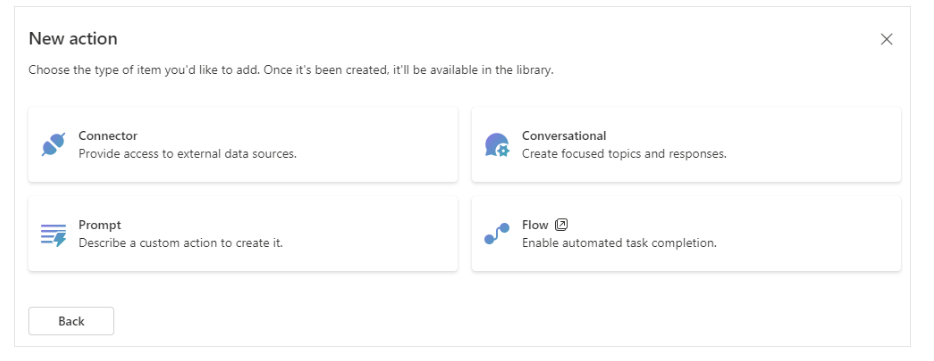 New action
Choose the type of item you'd like to add. Once it's been created, it'll be available in the library.
Connector
Provide access to external data sources.
Conversational
Create focused topics and responses.
Prompt
Describe a custom action to create it.
Flow
Enable automated task completion.
Back